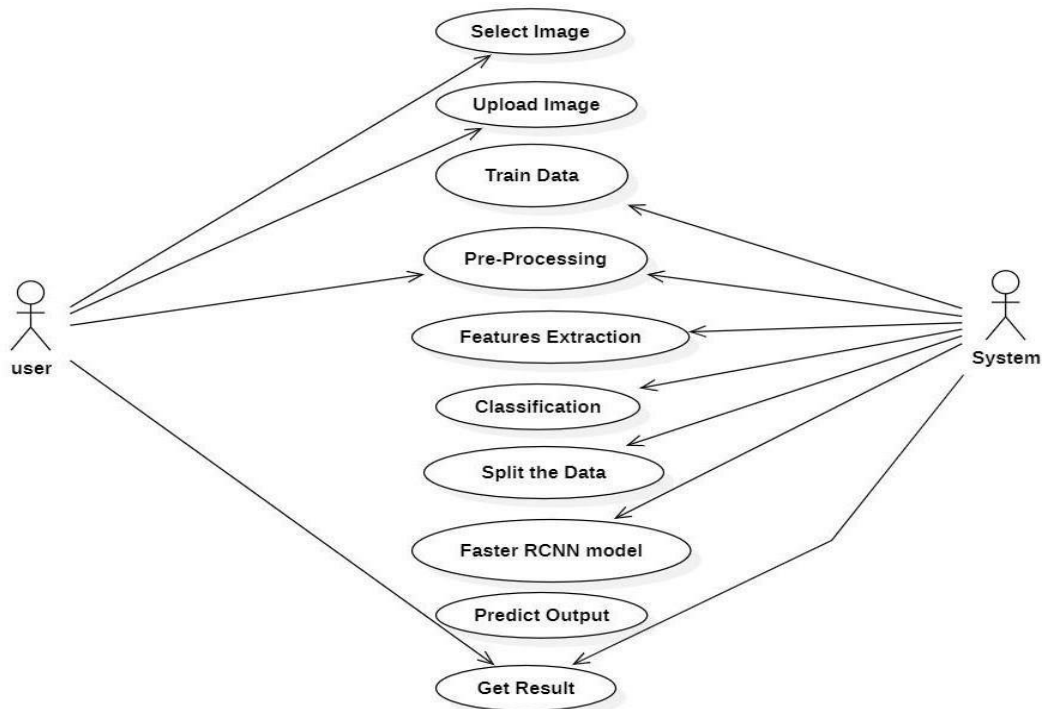 Select Image
Upload Image
Train Data
Pre-Processing
Features Extraction
Classification
Split the Data
Faster RCNN model
Predict Output
Get Result
user
System